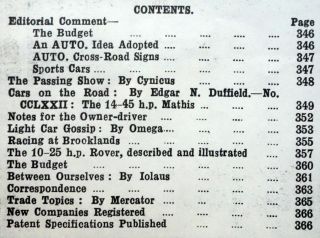 CONTENTS.
Editorial Comment— Page
The Budget .... .... .... .... 346
An AUTO. Idea Adopted .... .... .... 346
AUTO. Cross-Road Signs .... .... 347
Sports Cars .... .... .... .... 347
The Passing Show: By Cynicus .... .... 348
Cars on the Road: By Edgar N. Duffield.—No.
CCLXXII: The 14-45 h.p. Mathis .... 349
Notes for the Owner-driver .... .... 352
Light Car Gossip: By Omega .... .... 353
Racing at Brooklands .... .... .... 355
The 10-25 h.p. Rover, described and illustrated 357
The Budget .... .... .... .... 360
Between Ourselves: By Iolaus .... .... 361
Correspondence .... .... .... .... 363
Trade Topics: By Mercator .... .... 365
New Companies Registered .... .... 366
Patent Specifications Published .... .... 366